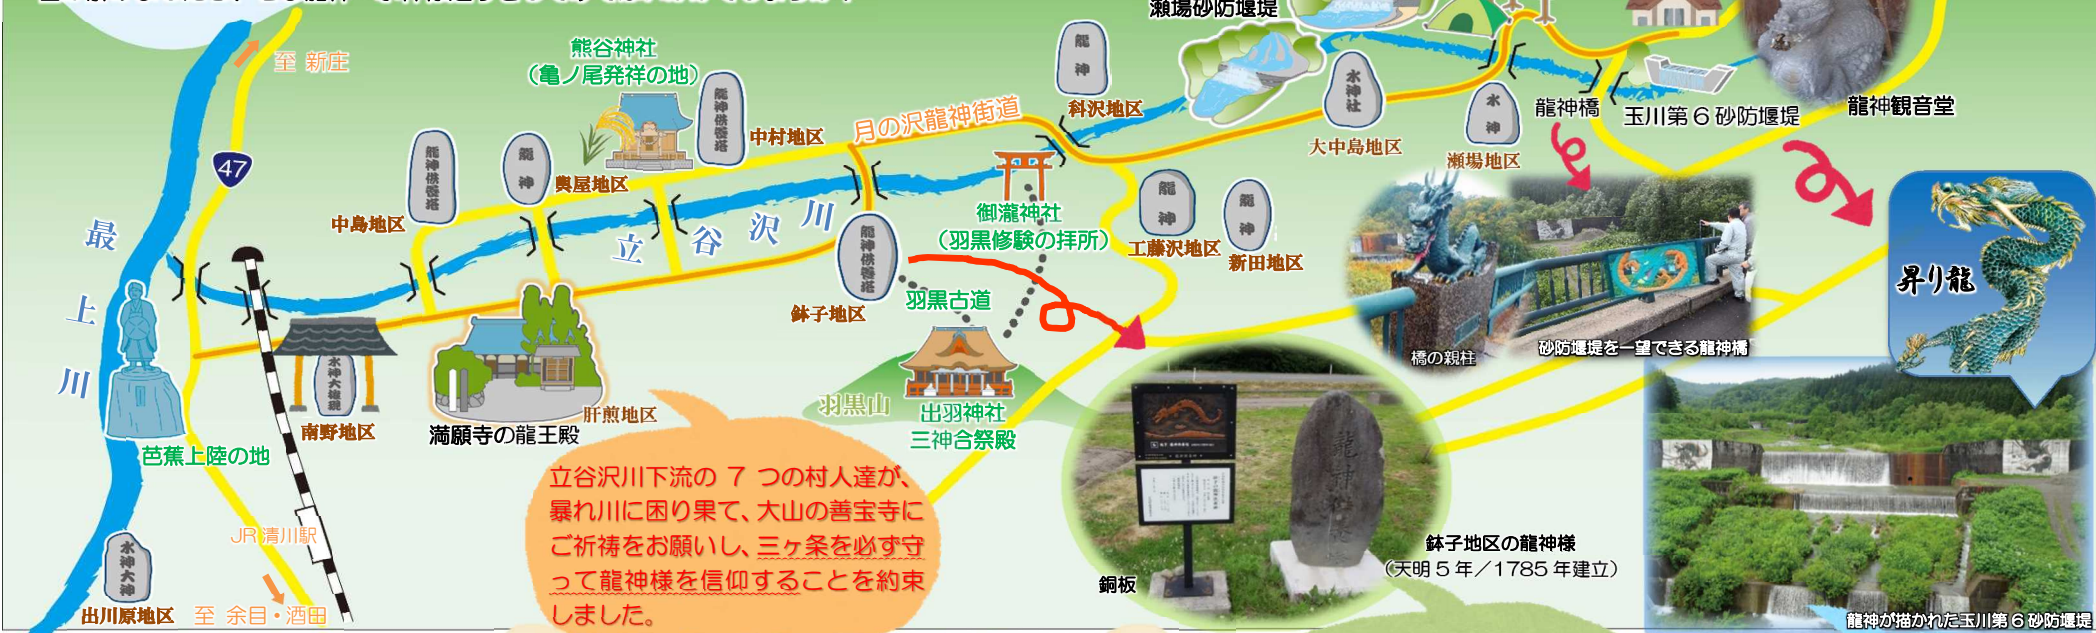 瀬場砂防堰堤
至 新庄
熊谷神社
（亀ノ尾発祥の地）
龍神
科沢地区
水神社
大中島地区
水神
瀬場地区
龍神橋
玉川第6砂防堰堤
龍神観音堂
47
龍神供養塔
中島地区
龍神
興屋地区
龍神供養塔
中村地区
月の沢龍神街道
最上川
立谷沢川
御瀧神社
（羽黒修験の拝所）
龍神
工藤沢地区
龍神
新田地区
龍神供養塔
鉢子地区
羽黒古道
昇り龍
橋の親柱
砂防堰堤を一望できる龍神橋
水神大権現
南野地区
満願寺の龍王殿
肝煎地区
羽黒山
出羽神社
三神合祭殿
芭蕉上陸の地
JR清川駅
水神大神
出川原地区
至 余目・酒田
立谷沢川下流の 7 つの村人達が、
暴れ川に困り果て、大山の善宝寺に
ご祈祷をお願いし、三ヶ条を必ず守
って龍神様を信仰することを約束
しました。
銅板
鉢子地区の龍神様
（天明5年／1785年建立）
龍神が描かれた玉川第6砂防堰堤